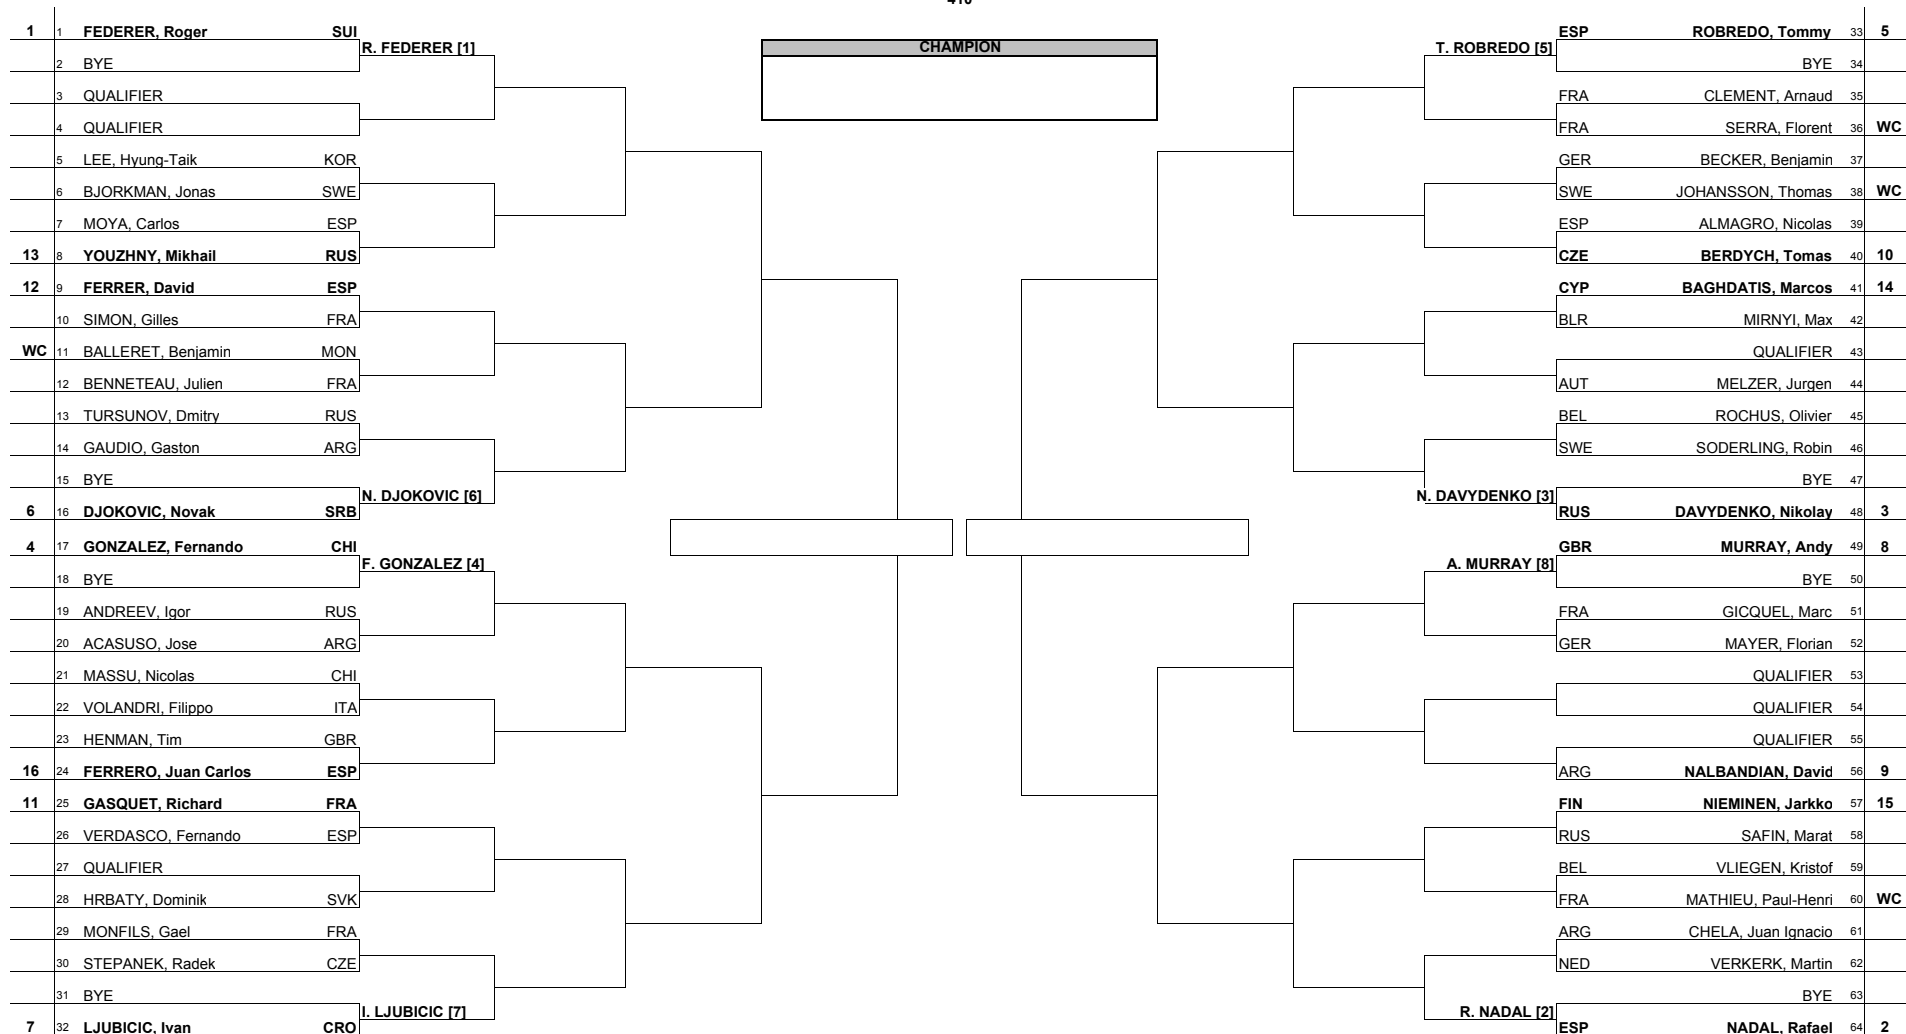 1 1 FEDERER, Roger SUI
R. FEDERER [1]
2 BYE
3 QUALIFIER
4 QUALIFIER
5 LEE, Hyung-Taik KOR
6 BJORKMAN, Jonas SWE
7 MOYA, Carlos ESP
13 8 YOUZHNY, Mikhail RUS
12 9 FERRER, David ESP
10 SIMON, Gilles FRA
WC 11 BALLERET, Benjamin MON
12 BENNETEAU, Julien FRA
13 TURSUNOV, Dmitry RUS
14 GAUDIO, Gaston ARG
15 BYE
N. DJOKOVIC [6]
6 16 DJOKOVIC, Novak SRB
4 17 GONZALEZ, Fernando CHI
F. GONZALEZ [4]
18 BYE
19 ANDREEV, Igor RUS
20 ACASUSO, Jose ARG
21 MASSU, Nicolas CHI
22 VOLANDRI, Filippo ITA
23 HENMAN, Tim GBR
16 24 FERRERO, Juan Carlos ESP
11 25 GASQUET, Richard FRA
26 VERDASCO, Fernando ESP
27 QUALIFIER
28 HRBATY, Dominik SVK
29 MONFILS, Gael FRA
30 STEPANEK, Radek CZE
31 BYE
I. LJUBICIC [7]
7 32 LJUBICIC, Ivan CRO
CHAMPION
ESP ROBREDO, Tommy 33 5
T. ROBREDO [5]
BYE 34
FRA CLEMENT, Arnaud 35
FRA SERRA, Florent 36 WC
GER BECKER, Benjamin 37
SWE JOHANSSON, Thomas 38 WC
ESP ALMAGRO, Nicolas 39
CZE BERDYCH, Tomas 40 10
CYP BAGHDATIS, Marcos 41 14
BLR MIRNYI, Max 42
QUALIFIER 43
AUT MELZER, Jurgen 44
BEL ROCHUS, Olivier 45
SWE SODERLING, Robin 46
BYE 47
N. DAVYDENKO [3]
RUS DAVYDENKO, Nikolay 48 3
GBR MURRAY, Andy 49 8
A. MURRAY [8]
BYE 50
FRA GICQUEL, Marc 51
GER MAYER, Florian 52
QUALIFIER 53
QUALIFIER 54
QUALIFIER 55
ARG NALBANDIAN, David 56 9
FIN NIEMINEN, Jarkko 57 15
RUS SAFIN, Marat 58
BEL VLIEGEN, Kristof 59
FRA MATHIEU, Paul-Henri 60 WC
ARG CHELA, Juan Ignacio 61
NED VERKERK, Martin 62
BYE 63
R. NADAL [2]
ESP NADAL, Rafael 64 2